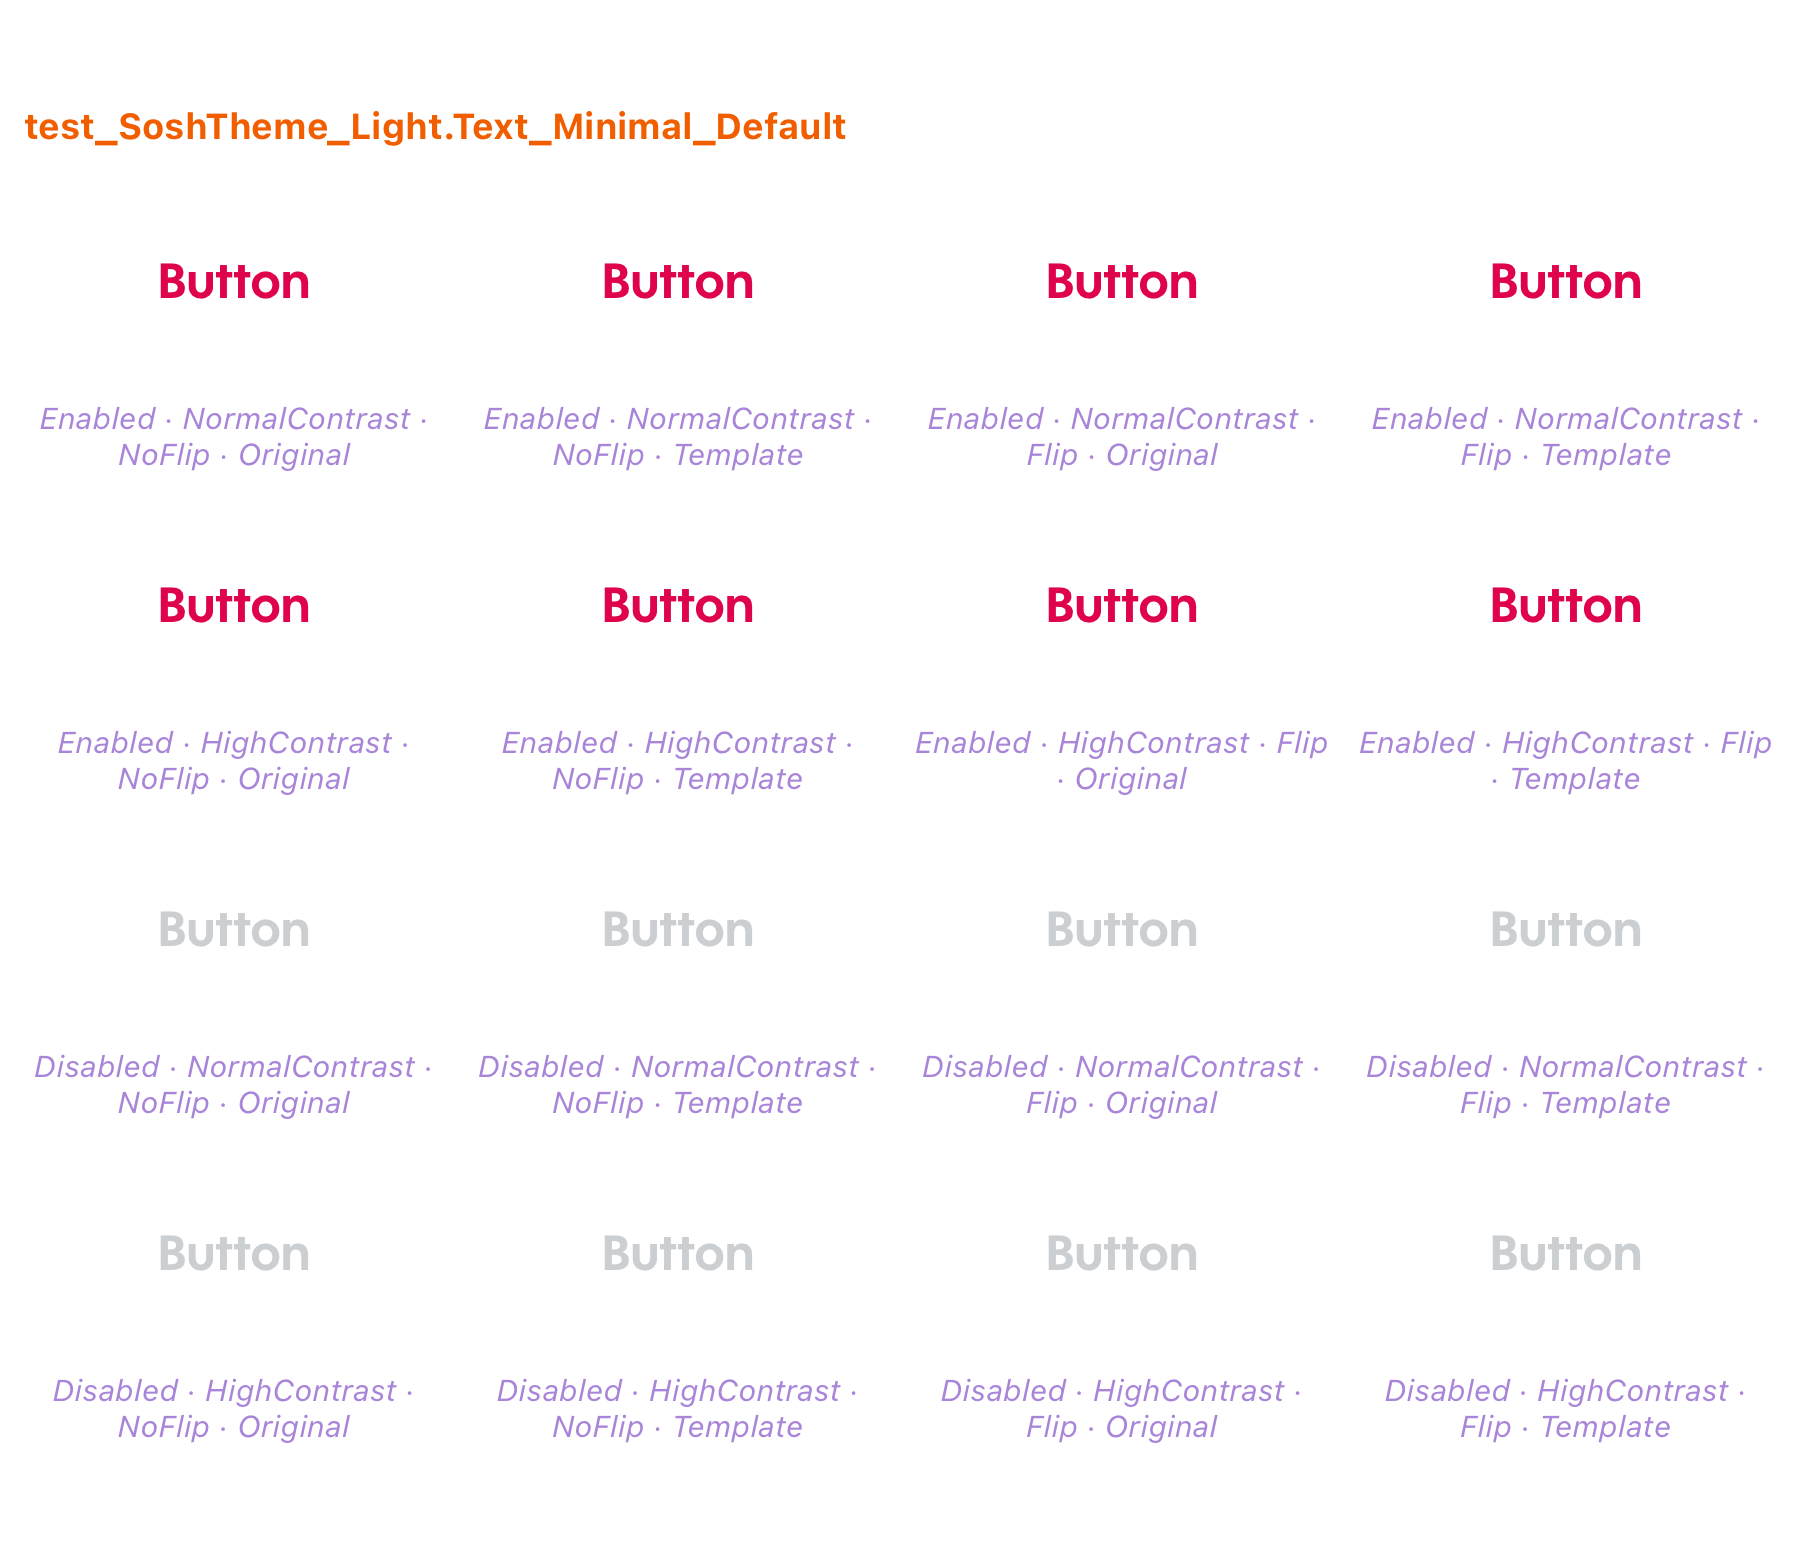 test_SoshTheme_Light.Text_Minimal_Default
Button
Button
Button
Button
Enabled · NormalContrast ·
NoFlip · Original
Enabled · NormalContrast ·
NoFlip · Template
Enabled · NormalContrast ·
Flip · Original
Enabled · NormalContrast ·
Flip · Template
Button
Button
Button
Button
Enabled · HighContrast ·
NoFlip · Original
Enabled · HighContrast ·
NoFlip · Template
Enabled · HighContrast · Flip
· Original
Enabled · HighContrast · Flip
· Template
Button
Button
Button
Button
Disabled · NormalContrast ·
NoFlip · Original
Disabled · NormalContrast ·
NoFlip · Template
Disabled · NormalContrast ·
Flip · Original
Disabled · NormalContrast ·
Flip · Template
Button
Button
Button
Button
Disabled · HighContrast ·
NoFlip · Original
Disabled · HighContrast ·
NoFlip · Template
Disabled · HighContrast ·
Flip · Original
Disabled · HighContrast ·
Flip · Template